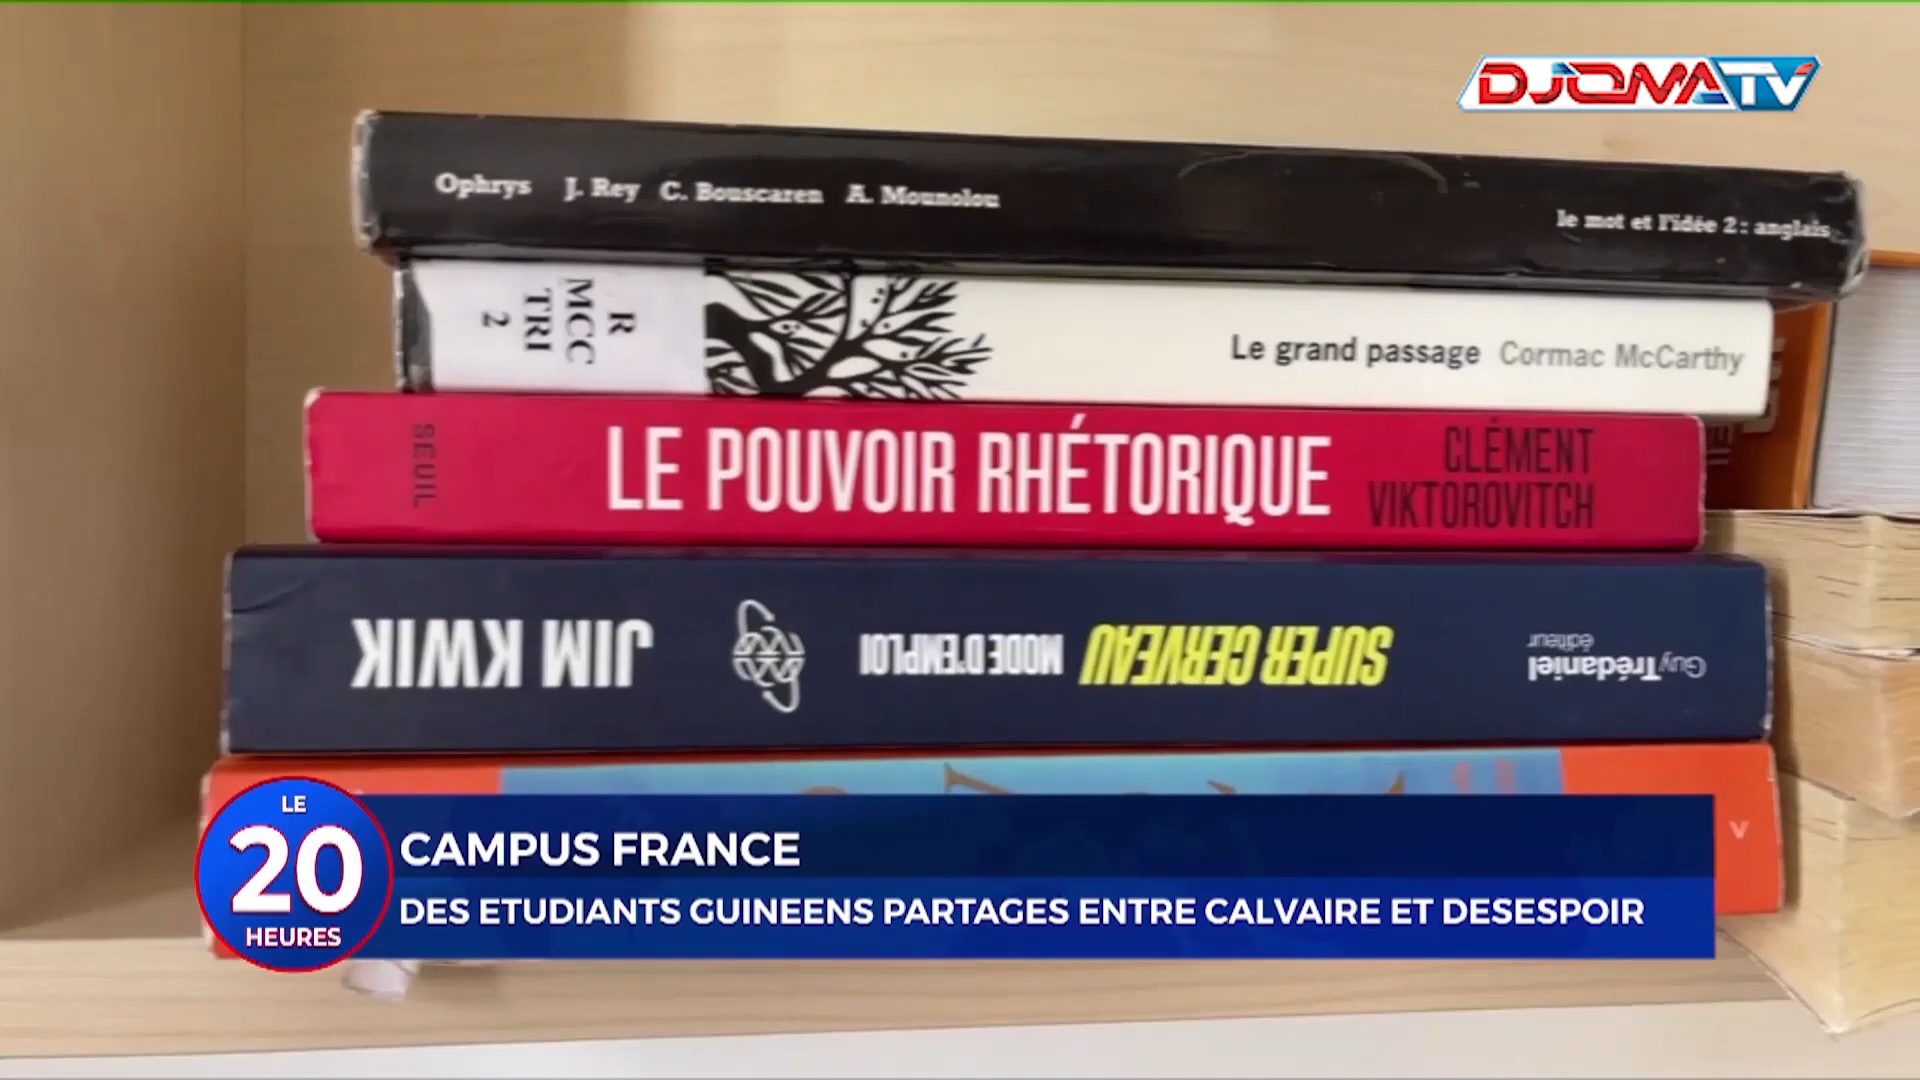 DJOMATV
Ophrys J. Rey C. Bouscaren A. Mounolou
le mot et l'idée 2 : anglais
R
MCC
TRI
2
Le grand passage Cormac McCarthy
SEUIL
LE POUVOIR RHÉTORIQUE
CLÉMENT
VIKTOROVITCH
JIM KWIK
SUPER CERVEAU MODE D'EMPLOI
GuyTrédaniel
éditeur
V
LE
20
HEURES
CAMPUS FRANCE
DES ETUDIANTS GUINEENS PARTAGES ENTRE CALVAIRE ET DESESPOIR